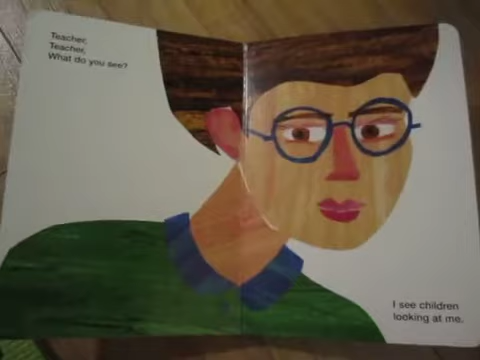 Teacher,
Teacher,
What do you see?
I see children
looking at me.